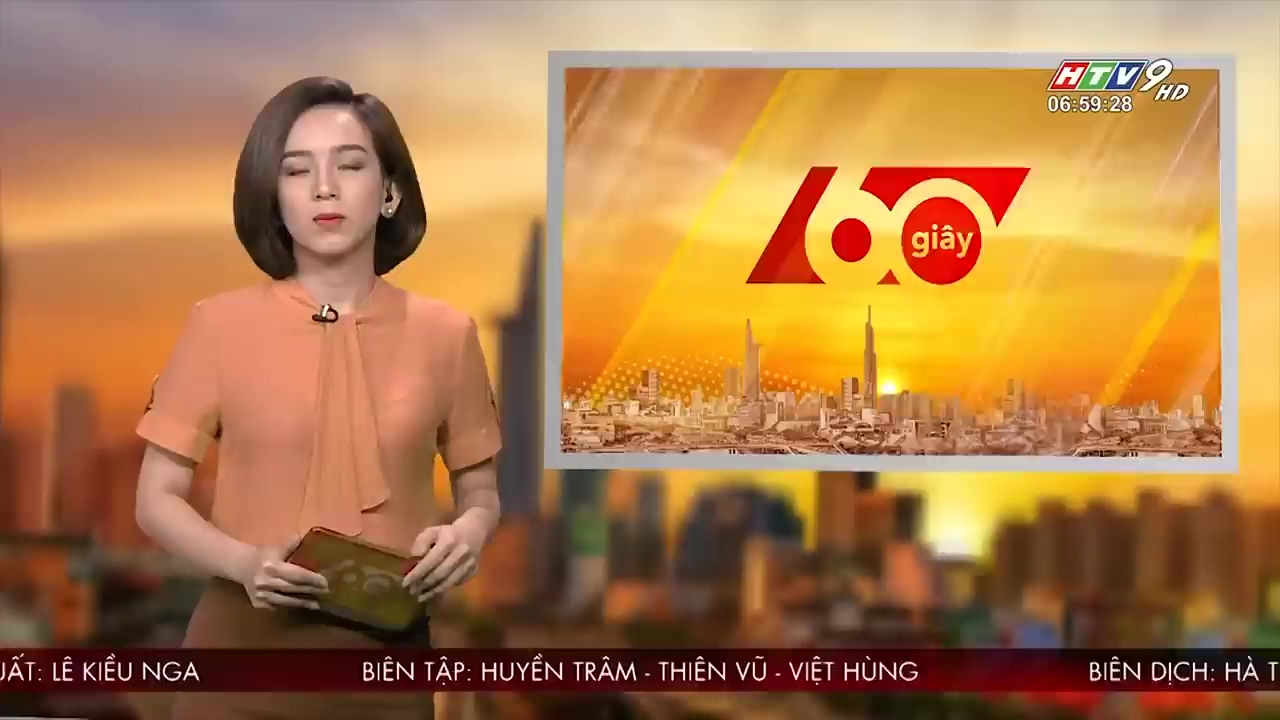 HTV9 HD
06:59:28
60 giây
UẤT: LÊ KIỀU NGA BIÊN TẬP: HUYỀN TRÂM - THIÊN VŨ - VIỆT HÙNG BIÊN DỊCH: HÀ